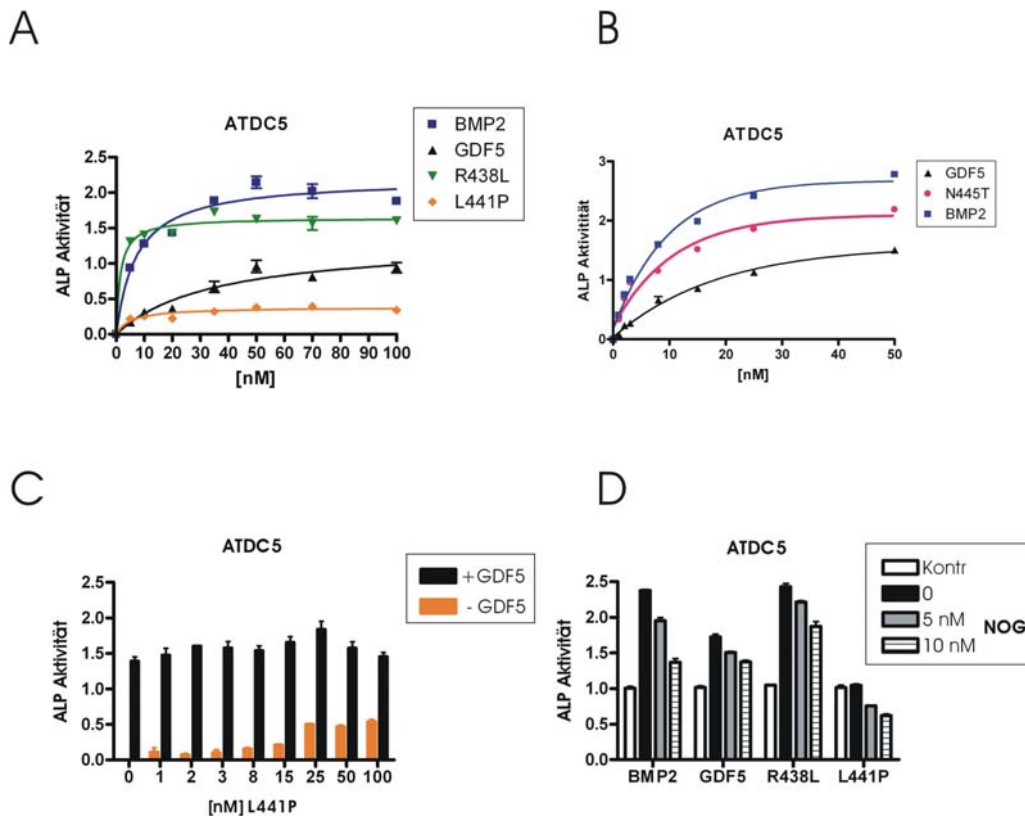 A
ATDC5
BMP2
GDF5
R438L
L441P
ALP Aktivität
2.5
2.0
1.5
1.0
0.5
0.0
0 10 20 30 40 50 60 70 80 90 100
[nM]
B
ATDC5
GDF5
N445T
BMP2
ALP Aktivitität
3
2
1
0
0 10 20 30 40 50
[nM]
C
ATDC5
+GDF5
- GDF5
ALP Aktivität
2.5
2.0
1.5
1.0
0.5
0.0
0 1 2 3 8 15 25 50 100
[nM] L441P
D
ATDC5
Kontr
0
5 nM
10 nM
NOG
ALP Aktivität
2.5
2.0
1.5
1.0
0.5
0.0
BMP2 GDF5 R438L L441P